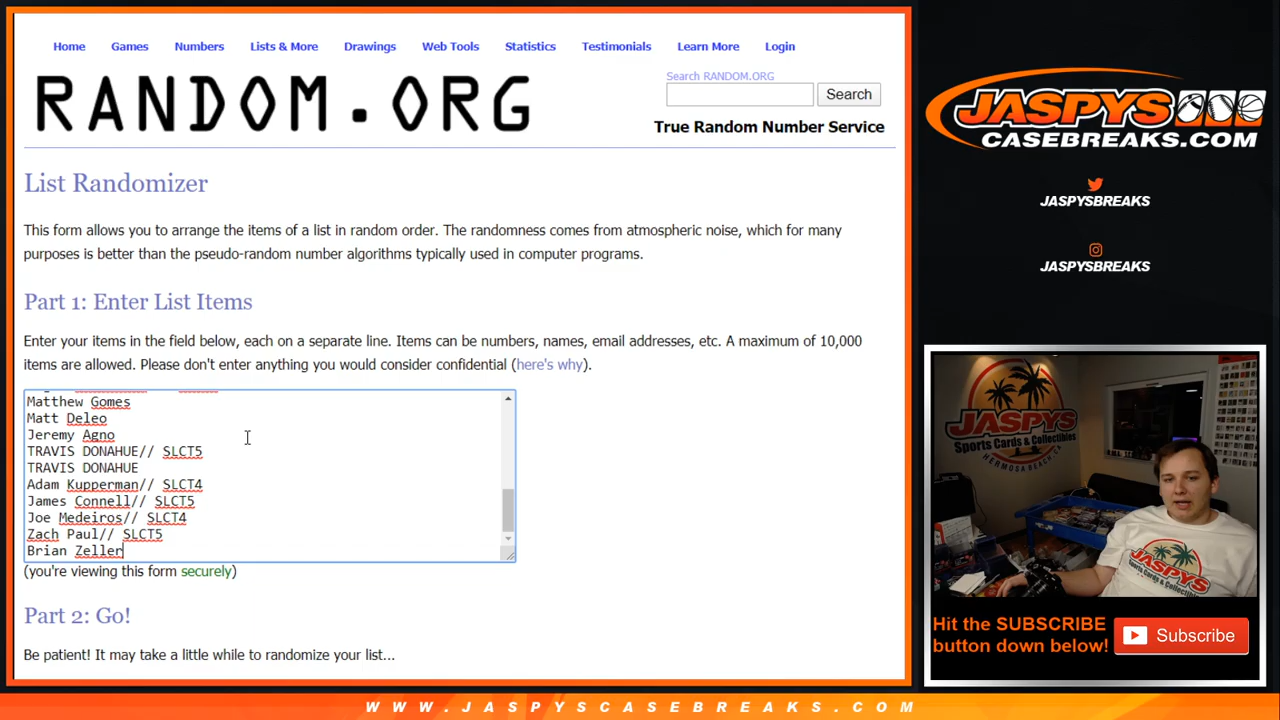 Home Games Numbers Lists & More Drawings Web Tools Statistics Testimonials Learn More Login
RANDOM.ORG
Search RANDOM.ORG
Search
True Random Number Service
List Randomizer
This form allows you to arrange the items of a list in random order. The randomness comes from atmospheric noise, which for many
purposes is better than the pseudo-random number algorithms typically used in computer programs.
Part 1: Enter List Items
Enter your items in the field below, each on a separate line. Items can be numbers, names, email addresses, etc. A maximum of 10,000
items are allowed. Please don't enter anything you would consider confidential (here's why).
Matthew Gomes
Matt Deleo
Jeremy Agno
TRAVIS DONAHUE// SLCT5
TRAVIS DONAHUE
Adam Kupperman// SLCT4
James Connell// SLCT5
Joe Medeiros// SLCT4
Zach Paul// SLCT5
Brian Zeller
(you're viewing this form securely)
Part 2: Go!
Be patient! It may take a little while to randomize your list...
JASPYS
CASEBREAKS.COM
JASPYSBREAKS
JASPYSBREAKS
JASPYS
Sports Cards & Collectibles
HERMOSA BEACH, CA
JASPYS
Hit the SUBSCRIBE
button down below!
Subscribe
WWW.JASPYSCASEBREAKS.COM